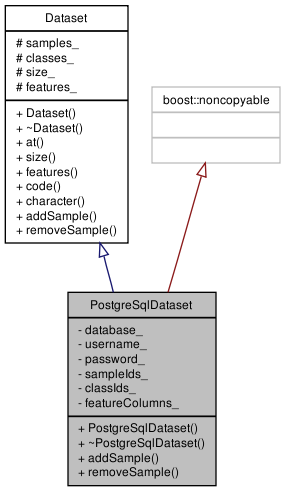 Dataset
# samples_
# classes_
# size_
# features_
+ Dataset()
+ ~Dataset()
+ at()
+ size()
+ features()
+ code()
+ character()
+ addSample()
+ removeSample()
boost::noncopyable
PostgreSqlDataset
- database_
- username_
- password_
- sampleIds_
- classIds_
- featureColumns_
+ PostgreSqlDataset()
+ ~PostgreSqlDataset()
+ addSample()
+ removeSample()